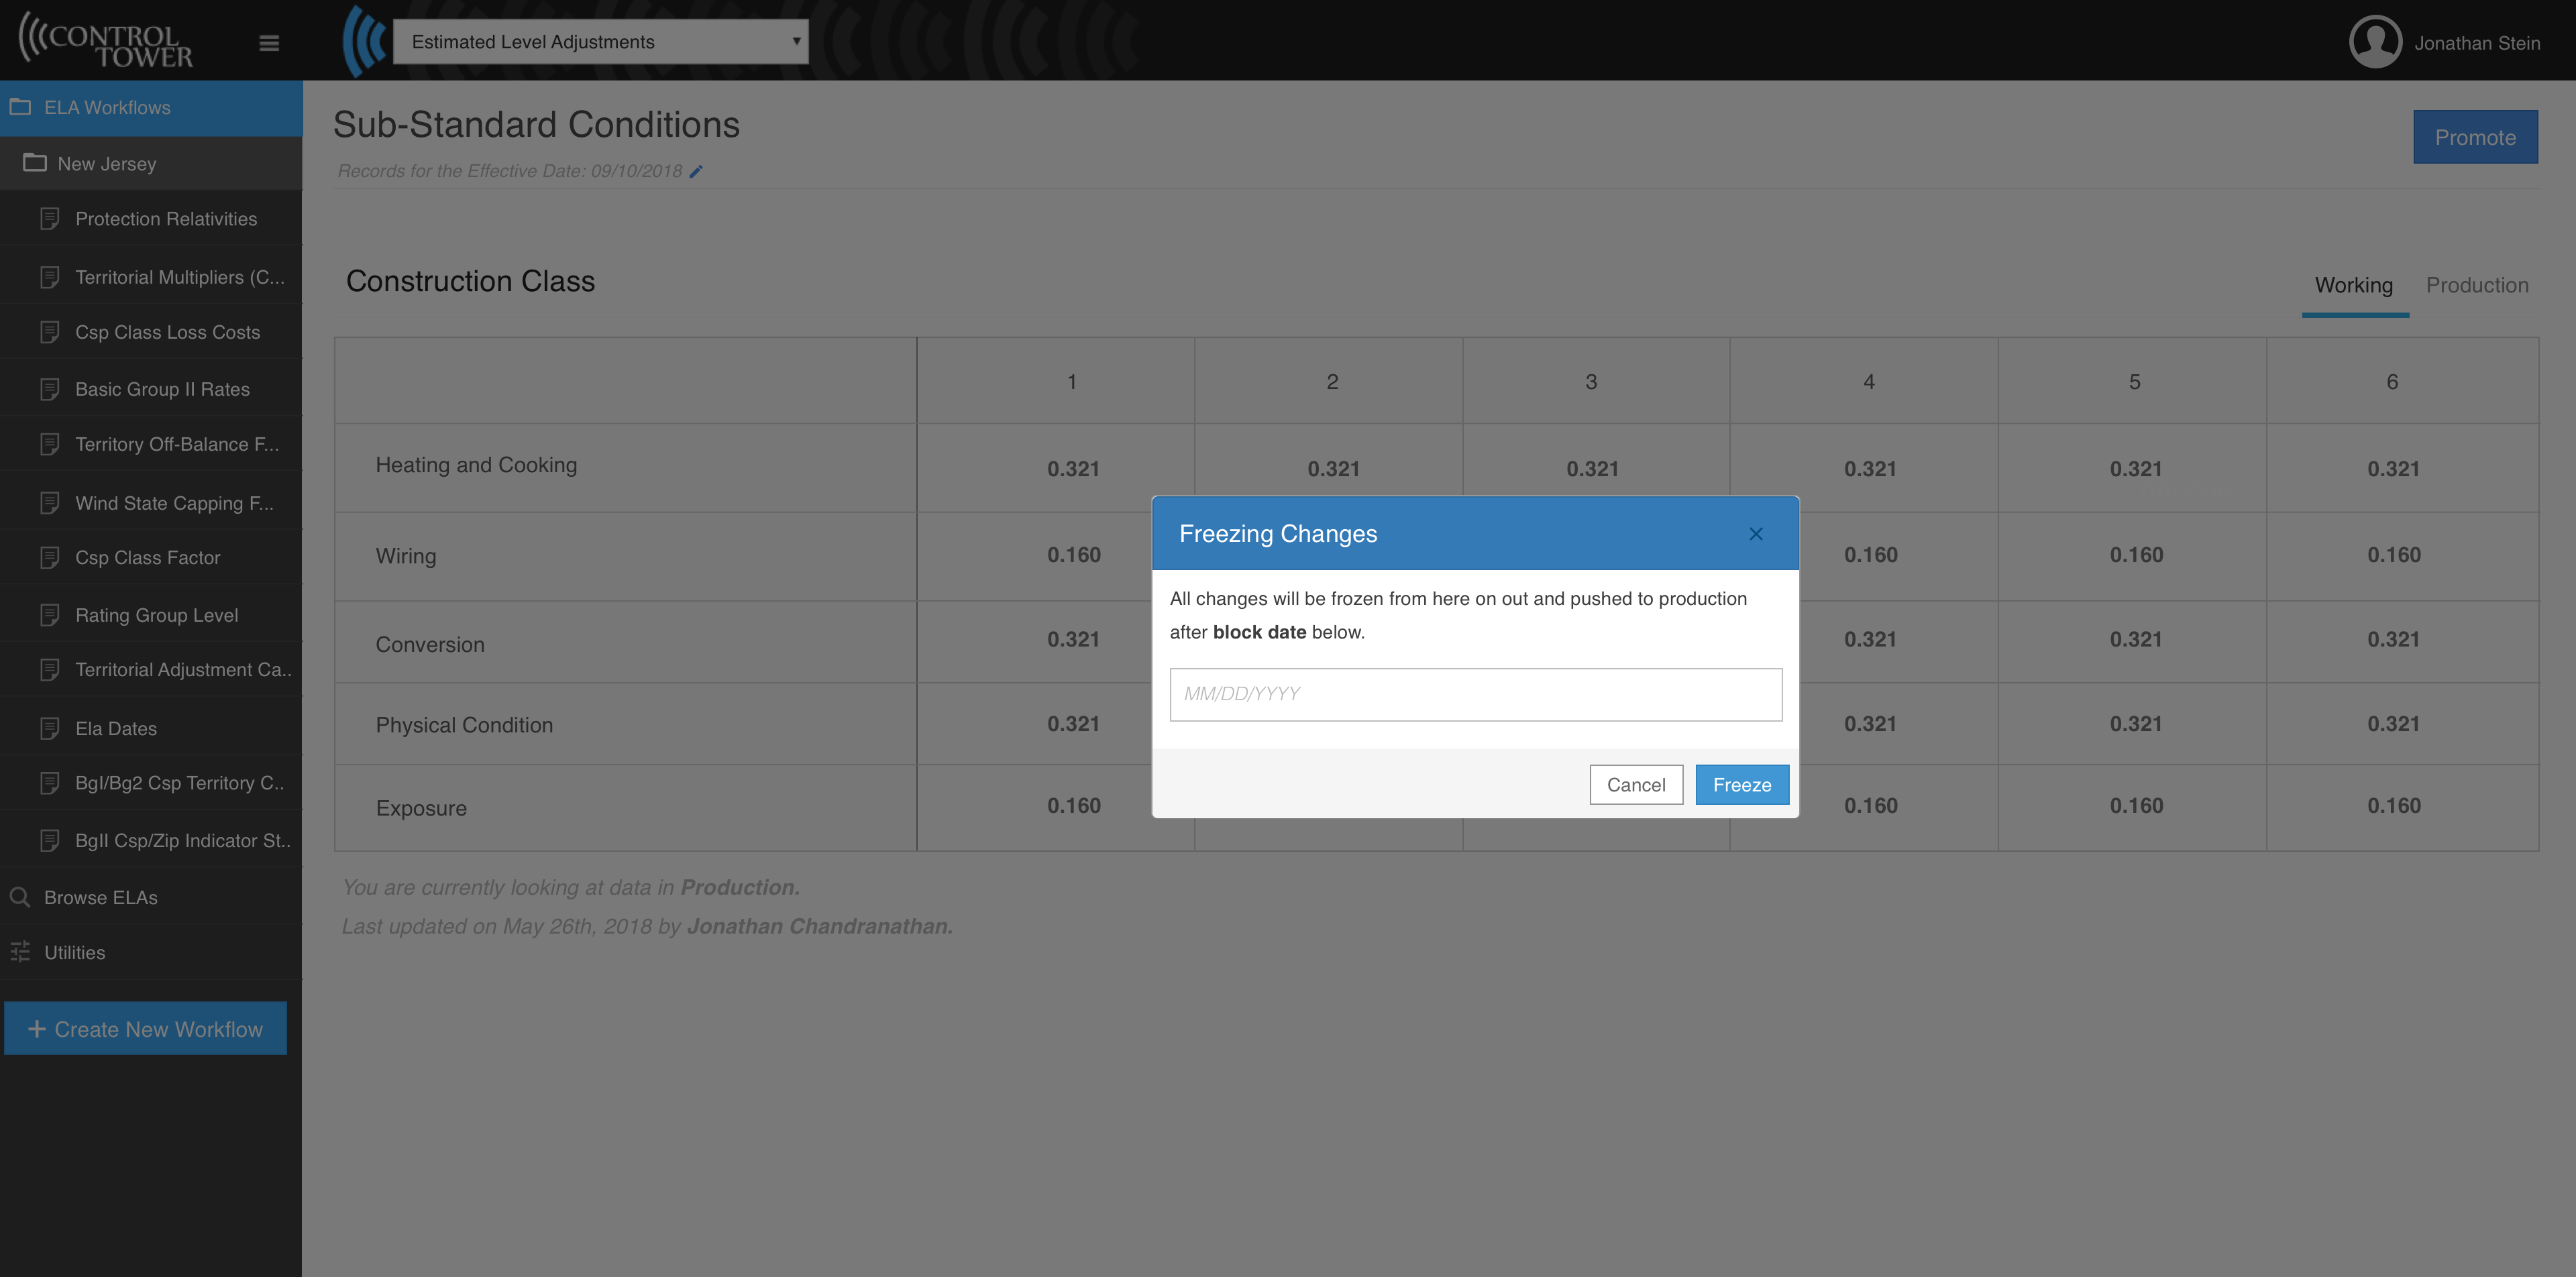 CONTROL
TOWER
Estimated Level Adjustments
Jonathan Stein
ELA Workflows
New Jersey
Protection Relativities
Territorial Multipliers (C...
Csp Class Loss Costs
Basic Group II Rates
Territory Off-Balance F...
Wind State Capping F...
Csp Class Factor
Rating Group Level
Territorial Adjustment Ca..
Ela Dates
BgI/Bg2 Csp Territory C..
BgII Csp/Zip Indicator St..
Browse ELAs
Utilities
+ Create New Workflow
Sub-Standard Conditions
Promote
Records for the Effective Date: 09/10/2018
Construction Class
Working Production
1 2 3 4 5 6
Heating and Cooking 0.321 0.321 0.321 0.321 0.321 0.321
Wiring 0.160 0.160 0.160 0.160
Conversion 0.321 0.321 0.321 0.321
Physical Condition 0.321 0.321 0.321 0.321
Exposure 0.160 0.160 0.160 0.160
Freezing Changes ×
All changes will be frozen from here on out and pushed to production
after block date below.
MM/DD/YYYY
Cancel Freeze
You are currently looking at data in Production.
Last updated on May 26th, 2018 by Jonathan Chandranathan.